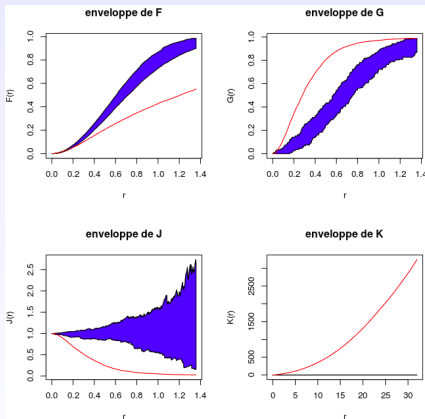 enveloppe de F
F(r)
0.0 0.2 0.4 0.6 0.8 1.0
0.0 0.2 0.4 0.6 0.8 1.0 1.2 1.4
r
enveloppe de G
G(r)
0.0 0.2 0.4 0.6 0.8 1.0
0.0 0.2 0.4 0.6 0.8 1.0 1.2 1.4
r
enveloppe de J
J(r)
0.0 0.5 1.0 1.5 2.0 2.5
0.0 0.2 0.4 0.6 0.8 1.0 1.2 1.4
r
enveloppe de K
K(r)
0 500 1500 2500
0 5 10 15 20 25 30
r